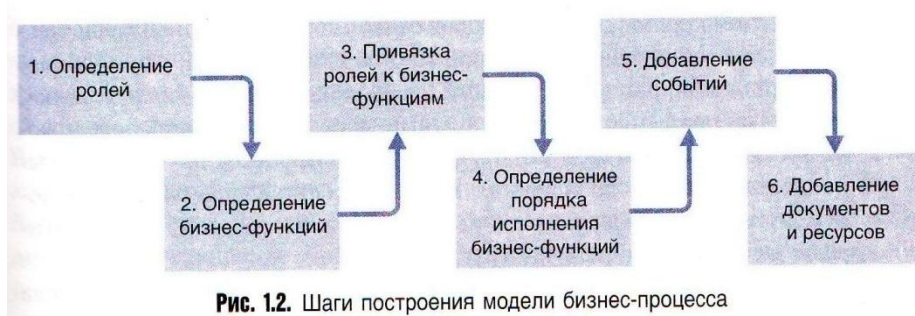 1. Определение
ролей
2. Определение
бизнес-функций
3. Привязка
ролей к бизнес-
функциям
4. Определение
порядка
исполнения
бизнес-функций
5. Добавление
событий
6. Добавление
документов
и ресурсов
Рис. 1.2. Шаги построения модели бизнес-процесса